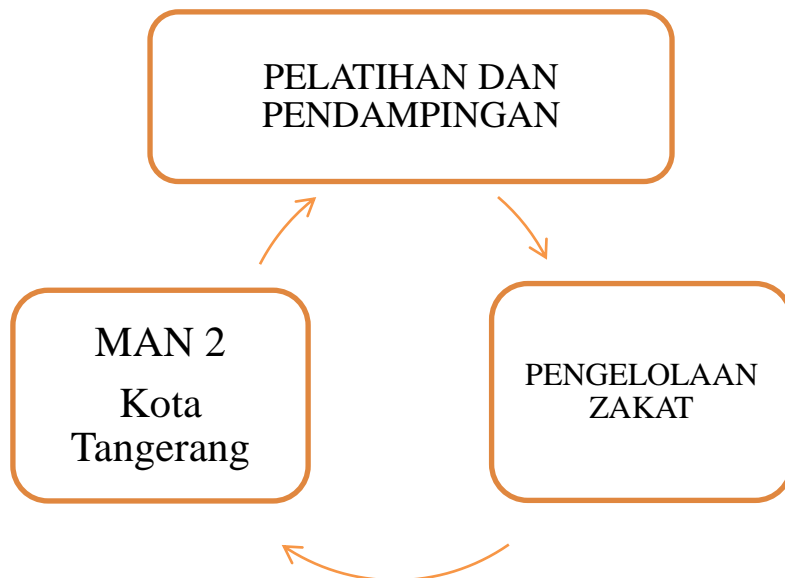 PELATIHAN DAN
PENDAMPINGAN
MAN 2
Kota
Tangerang
PENGELOLAAN
ZAKAT